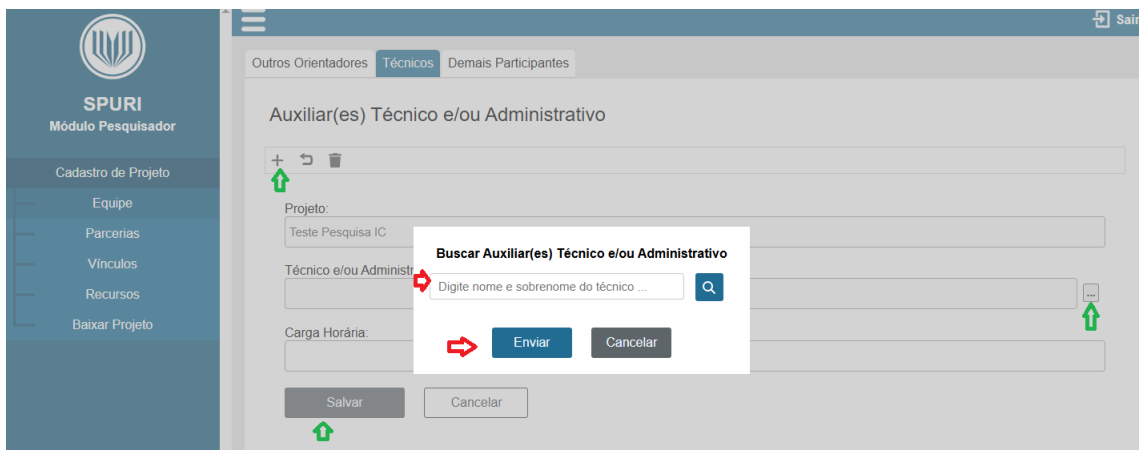 Sair
SPURI
Módulo Pesquisador
Cadastro de Projeto
Equipe
Parcerias
Vínculos
Recursos
Baixar Projeto
Outros Orientadores Técnicos Demais Participantes
Auxiliar(es) Técnico e/ou Administrativo
Projeto:
Teste Pesquisa IC
Técnico e/ou Administr
...
Carga Horária:
Salvar Cancelar
Buscar Auxiliar(es) Técnico e/ou Administrativo
Digite nome e sobrenome do técnico ...
Enviar Cancelar